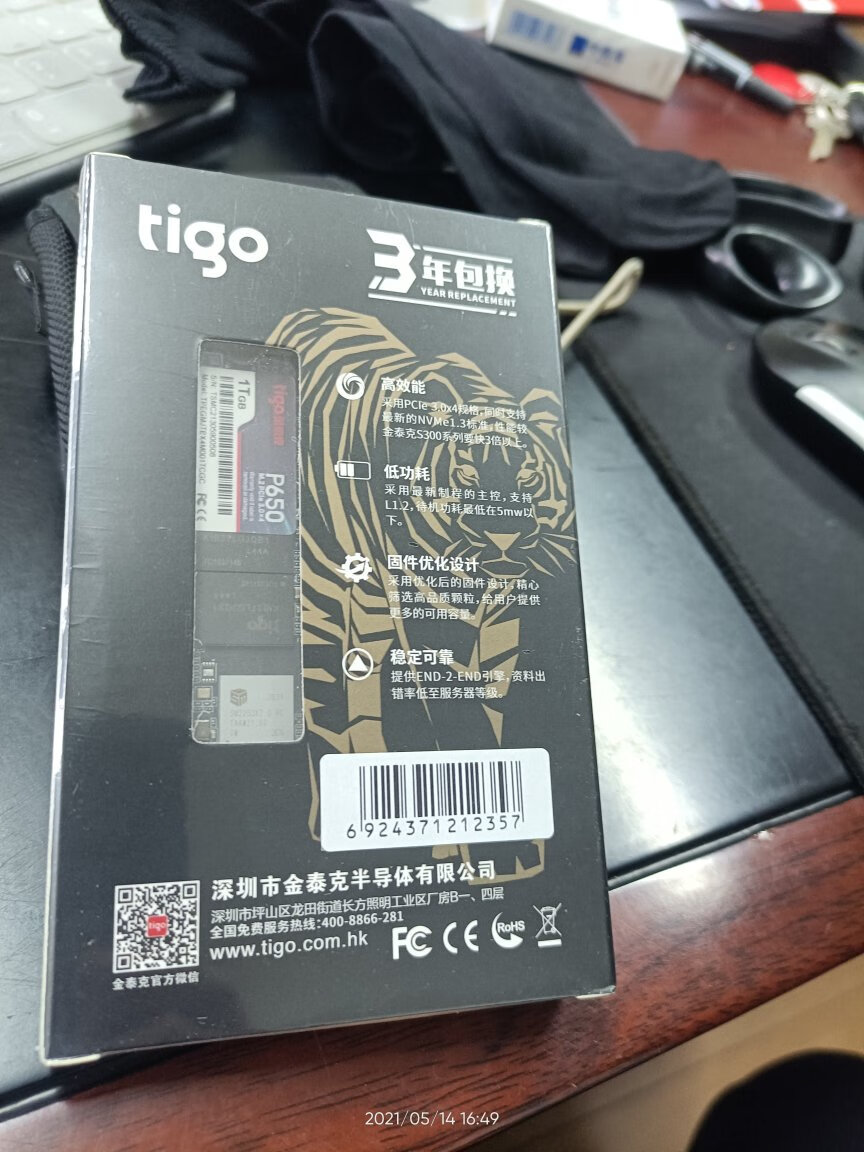 tigo
3年包换
YEAR REPLACEMENT
1TGB
tigo
P650
M.2 PCIe 3.0x4
FC CE
高效能
采用PCIe 3.0x4规格,同时支持
最新的NVMe1.3标准,性能较
金泰克S300系列要快3倍以上。
低功耗
采用最新制程的主控,支持
L1.2,待机功耗最低在5mw以
下。
固件优化设计
采用优化后的固件设计,精心
筛选高品质颗粒,给用户提供
更多的可用容量。
稳定可靠
提供END-2-END引擎,资料出
错率低至服务器等级。
6924371212357
深圳市金泰克半导体有限公司
深圳市坪山区龙田街道长方照明工业区厂房B一、四层
全国免费服务热线:400-8866-281
www.tigo.com.hk
FC CE RoHS
tigo
金泰克官方微信
2021/05/14 16:49